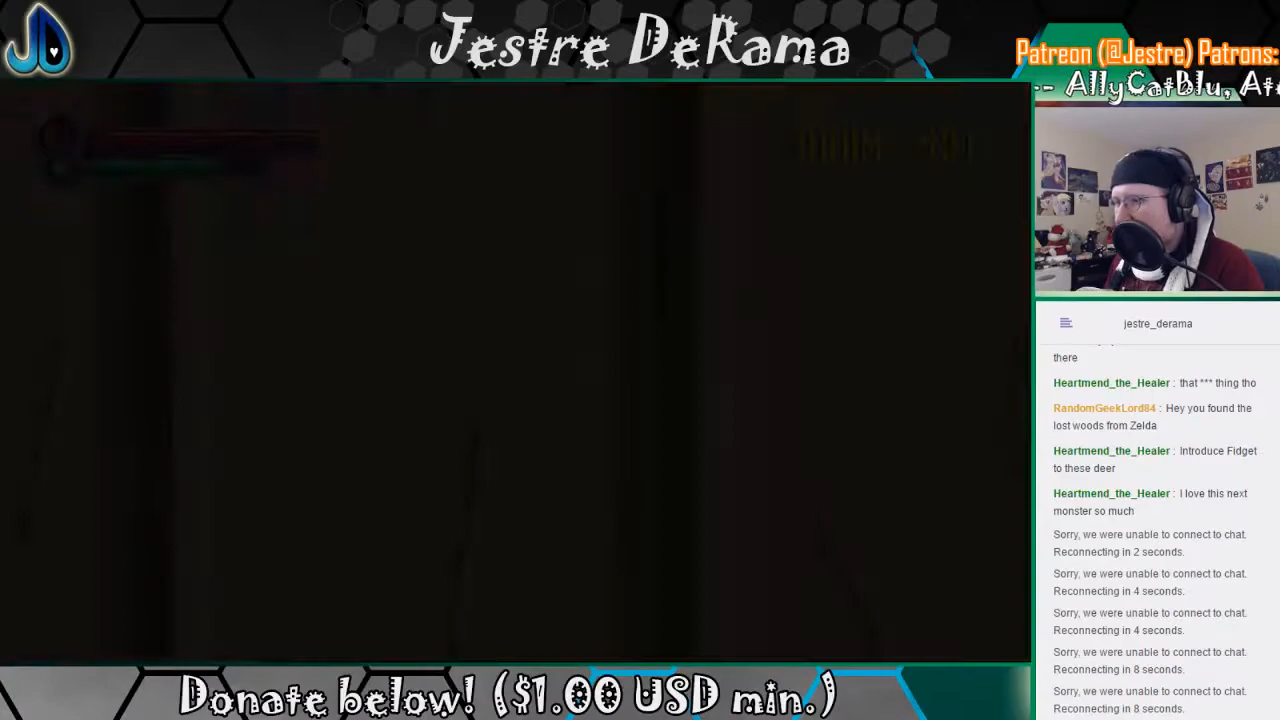 JD
Jestre DeRama
Patreon (@Jestre) Patrons:
-- AllyCatBlu, At
jestre_derama
there
Heartmend_the_Healer : that *** thing tho
RandomGeekLord84 : Hey you found the
lost woods from Zelda
Heartmend_the_Healer : Introduce Fidget
to these deer
Heartmend_the_Healer : I love this next
monster so much
Sorry, we were unable to connect to chat.
Reconnecting in 2 seconds.
Sorry, we were unable to connect to chat.
Reconnecting in 4 seconds.
Sorry, we were unable to connect to chat.
Reconnecting in 4 seconds.
Sorry, we were unable to connect to chat.
Reconnecting in 8 seconds.
Sorry, we were unable to connect to chat.
Reconnecting in 8 seconds.
Donate below! ($1.00 USD min.)